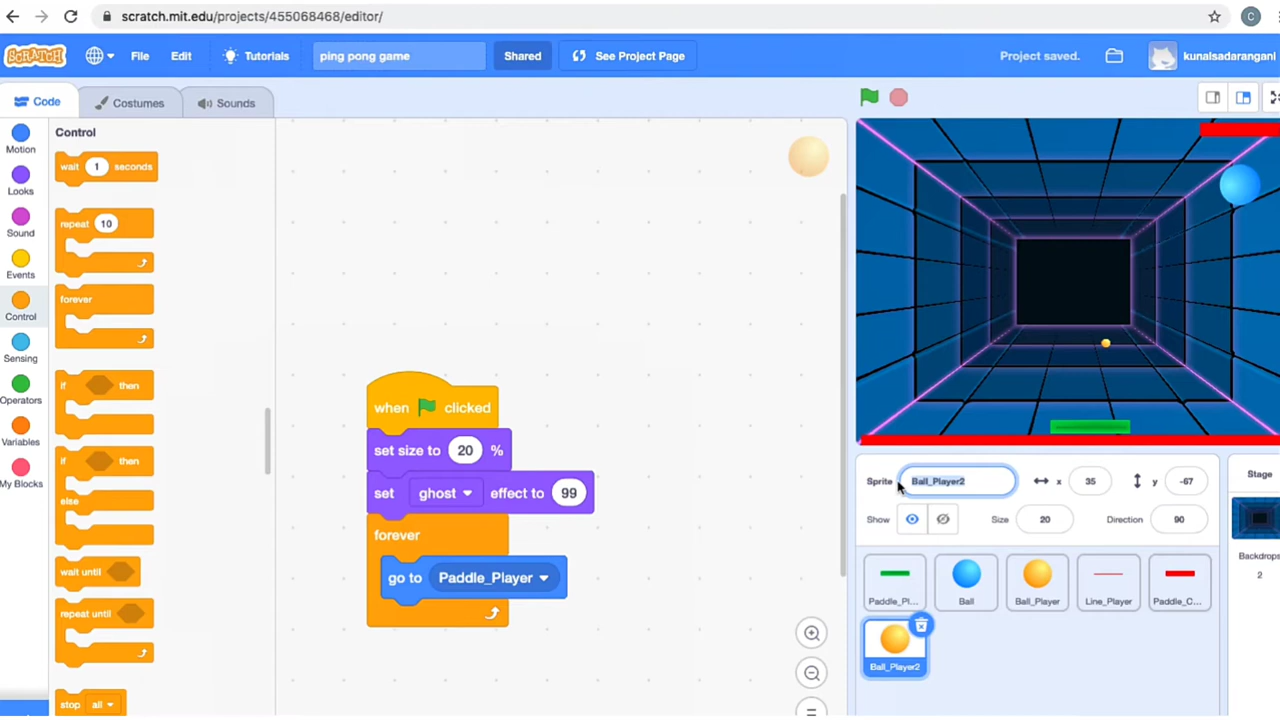 scratch.mit.edu/projects/455068468/editor/
C
SCRATCH
File
Edit
Tutorials
ping pong game
Shared
See Project Page
Project saved.
kunalsadarangani
Code
Costumes
Sounds
Motion
Looks
Sound
Events
Control
Sensing
Operators
Variables
My Blocks
Control
wait 1 seconds
repeat 10
forever
if then
if then
else
wait until
repeat until
stop all
when clicked
set size to 20 %
set ghost effect to 99
forever
go to Paddle_Player
Sprite Ball_Player2 x 35 y -67
Show Size 20 Direction 90
Paddle_Pl...
Ball
Ball_Player
Line_Player
Paddle_C...
Ball_Player2
Stage
Backdrops
2